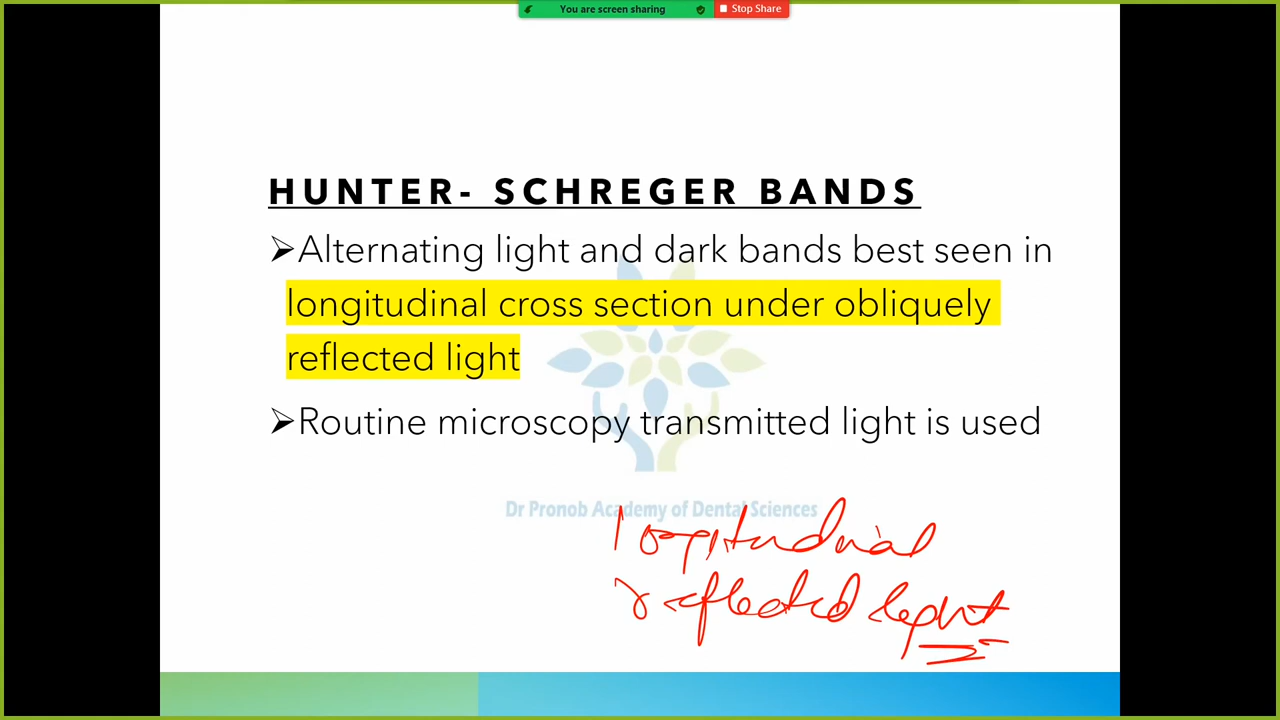 You are screen sharing Stop Share
HUNTER- SCHREGER BANDS
➢Alternating light and dark bands best seen in
longitudinal cross section under obliquely
reflected light
➢Routine microscopy transmitted light is used
Dr Pronob Academy of Dental Sciences
longitudinal
reflected light